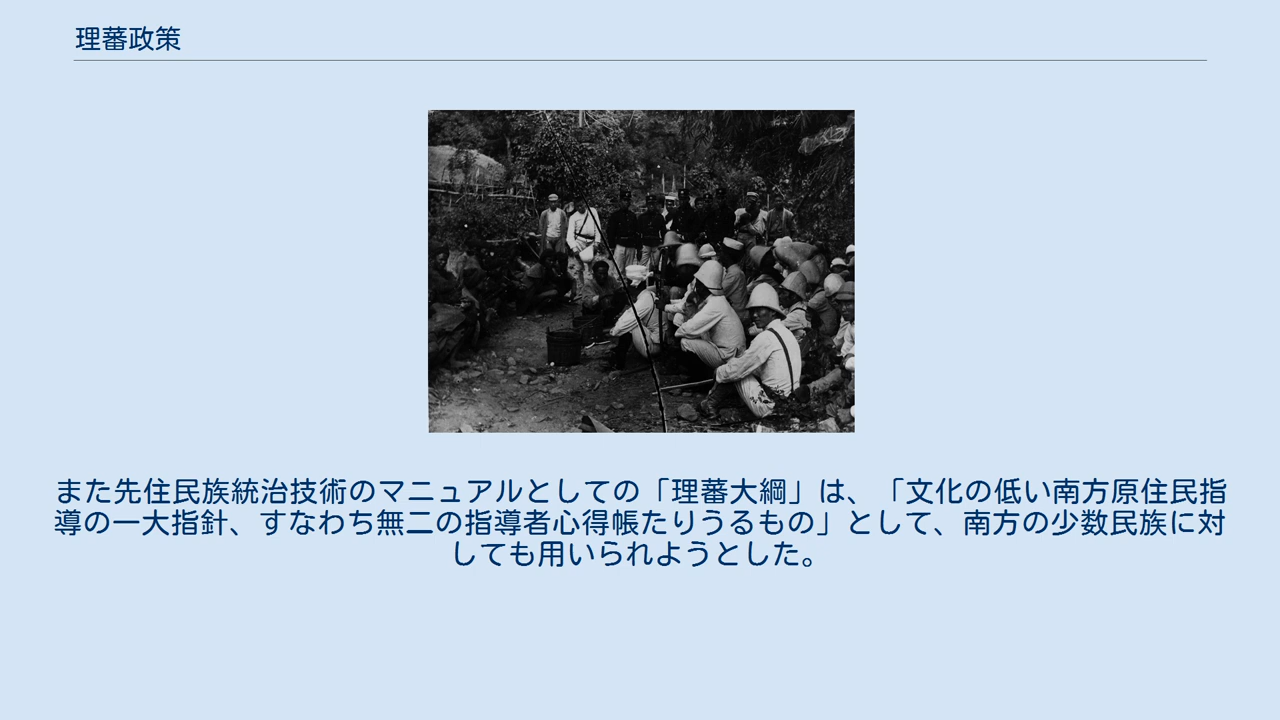 理蕃政策
また先住民族統治技術のマニュアルとしての「理蕃大綱」は、「文化の低い南方原住民指
導の一大指針、すなわち無二の指導者心得帳たりうるもの」として、南方の少数民族に対
しても用いられようとした。